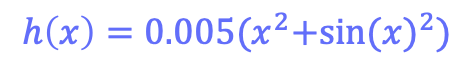 h(x) = 0.005(x²+sin(x)²)